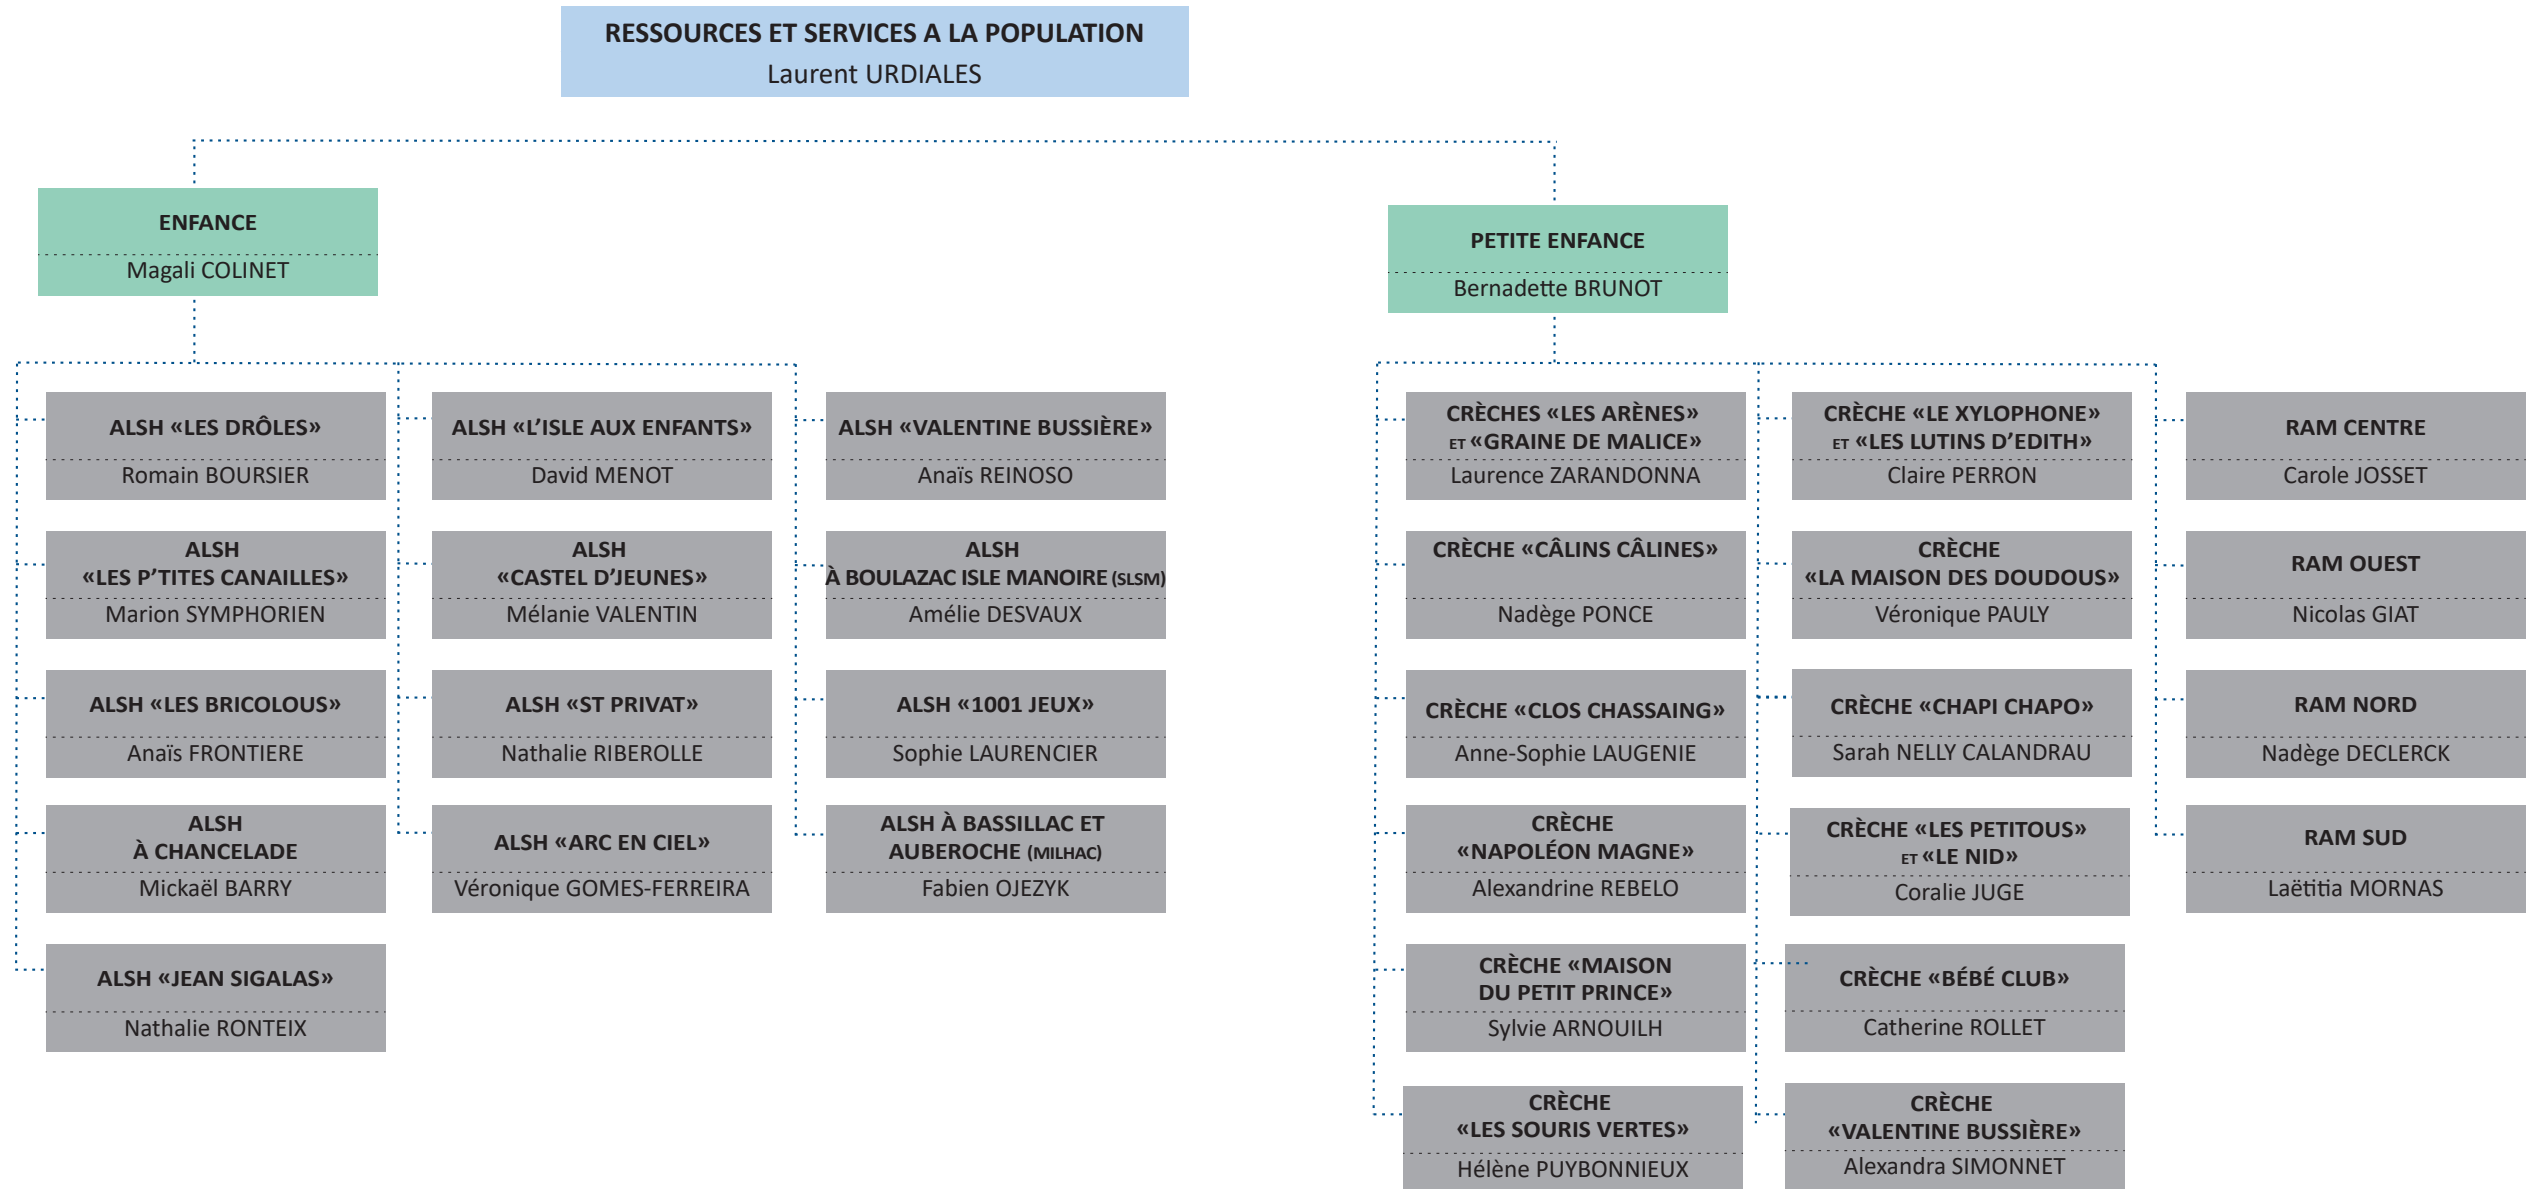 RESSOURCES ET SERVICES A LA POPULATION
Laurent URDIALES
ENFANCE
Magali COLINET
ALSH «LES DRÔLES»
Romain BOURSIER
ALSH
«LES P’TITES CANAILLES»
Marion SYMPHORIEN
ALSH «LES BRICOLOUS»
Anaïs FRONTIERE
ALSH
À CHANCELADE
Mickaël BARRY
ALSH «JEAN SIGALAS»
Nathalie RONTEIX
ALSH «L’ISLE AUX ENFANTS»
David MENOT
ALSH
«CASTEL D’JEUNES»
Mélanie VALENTIN
ALSH «ST PRIVAT»
Nathalie RIBEROLLE
ALSH «ARC EN CIEL»
Véronique GOMES-FERREIRA
ALSH «VALENTINE BUSSIÈRE»
Anaïs REINOSO
ALSH
À BOULAZAC ISLE MANOIRE (SLSM)
Amélie DESVAUX
ALSH «1001 JEUX»
Sophie LAURENCIER
ALSH À BASSILLAC ET
AUBEROCHE (MILHAC)
Fabien OJEZYK
PETITE ENFANCE
Bernadette BRUNOT
CRÈCHES «LES ARÈNES»
ET «GRAINE DE MALICE»
Laurence ZARANDONNA
CRÈCHE «CÂLINS CÂLINES»
Nadège PONCE
CRÈCHE «CLOS CHASSAING»
Anne-Sophie LAUGENIE
CRÈCHE
«NAPOLÉON MAGNE»
Alexandrine REBELO
CRÈCHE «MAISON
DU PETIT PRINCE»
Sylvie ARNOUILH
CRÈCHE
«LES SOURIS VERTES»
Hélène PUYBONNIEUX
CRÈCHE «LE XYLOPHONE»
ET «LES LUTINS D’EDITH»
Claire PERRON
CRÈCHE
«LA MAISON DES DOUDOUS»
Véronique PAULY
CRÈCHE «CHAPI CHAPO»
Sarah NELLY CALANDRAU
CRÈCHE «LES PETITOUS»
ET «LE NID»
Coralie JUGE
CRÈCHE «BÉBÉ CLUB»
Catherine ROLLET
CRÈCHE
«VALENTINE BUSSIÈRE»
Alexandra SIMONNET
RAM CENTRE
Carole JOSSET
RAM OUEST
Nicolas GIAT
RAM NORD
Nadège DECLERCK
RAM SUD
Laëtitia MORNAS